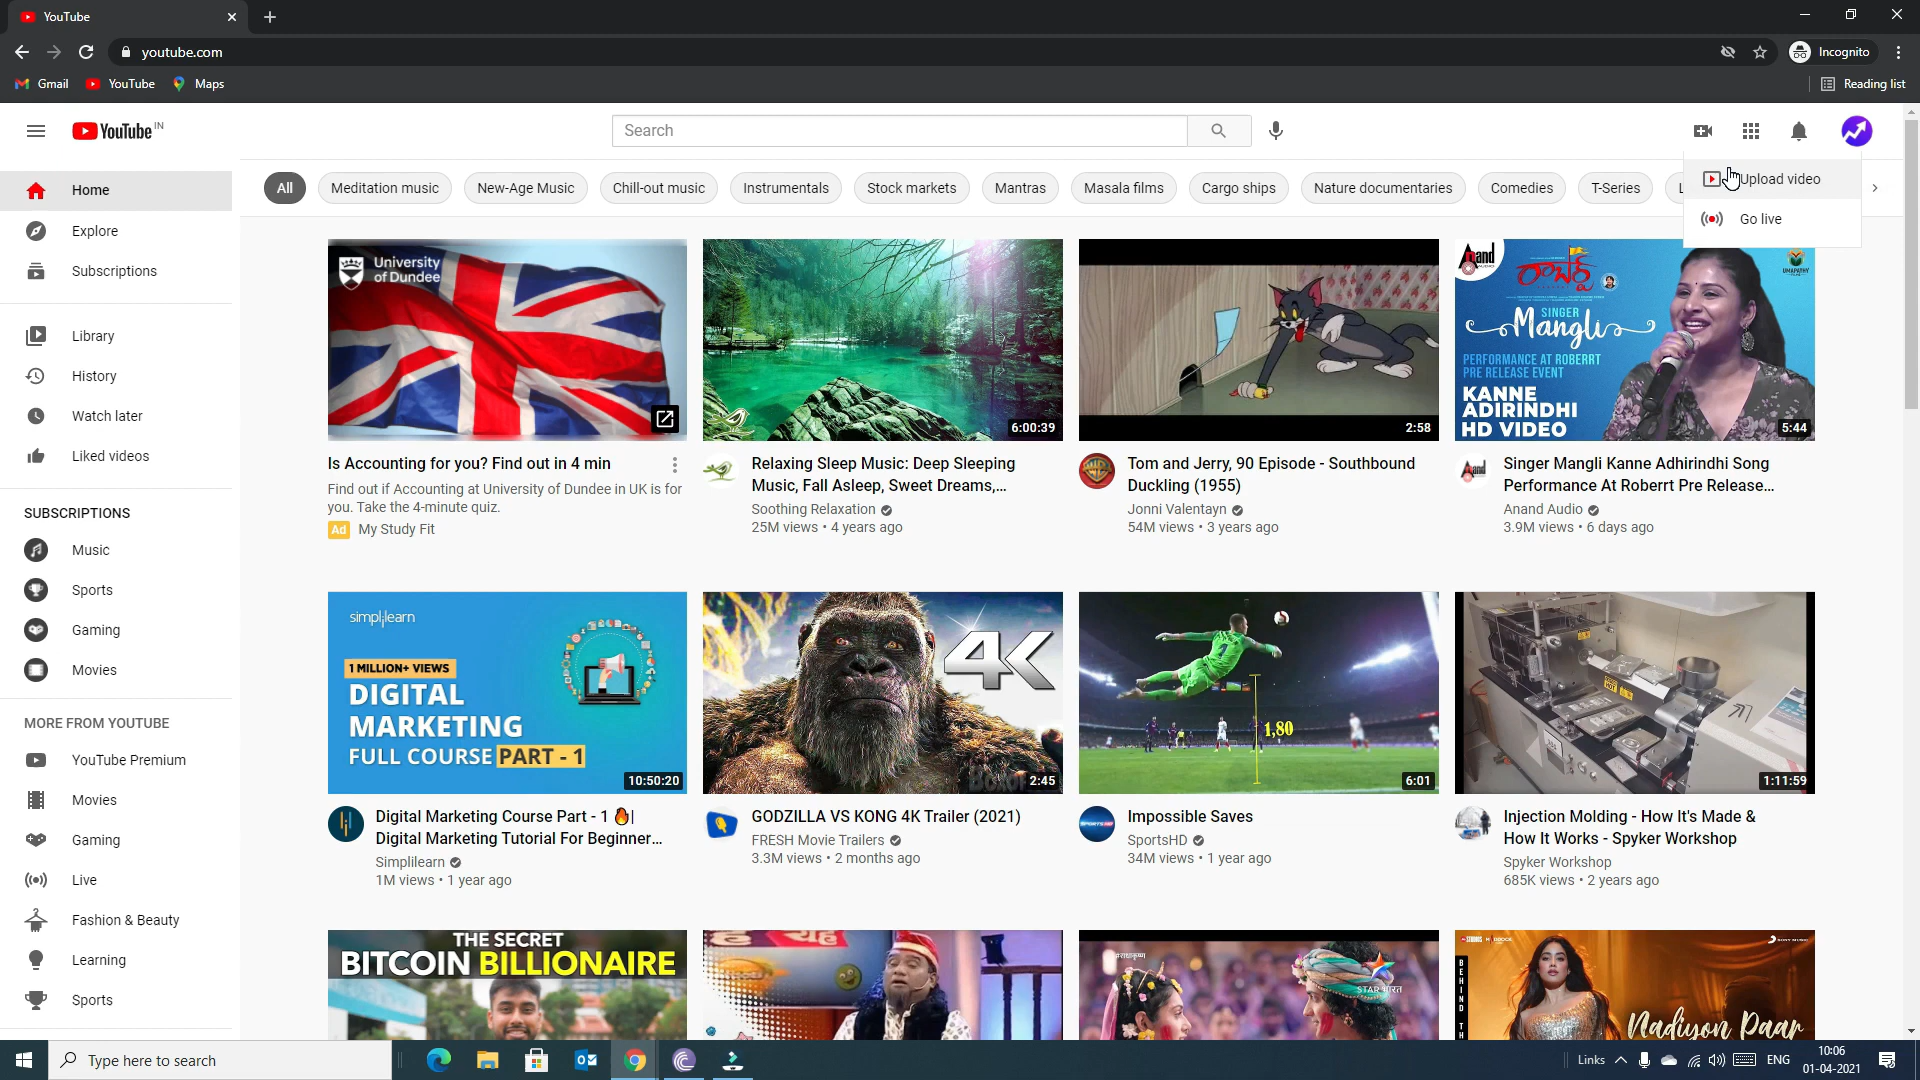 YouTube
youtube.com
Incognito
Gmail
YouTube
Maps
Reading list
YouTube IN
Search
Home
Explore
Subscriptions
Library
History
Watch later
Liked videos
SUBSCRIPTIONS
Music
Sports
Gaming
Movies
MORE FROM YOUTUBE
YouTube Premium
Movies
Gaming
Live
Fashion & Beauty
Learning
Sports
All
Meditation music
New-Age Music
Chill-out music
Instrumentals
Stock markets
Mantras
Masala films
Cargo ships
Nature documentaries
Comedies
T-Series
Upload video
Go live
University
of Dundee
Is Accounting for you? Find out in 4 min
Find out if Accounting at University of Dundee in UK is for
you. Take the 4-minute quiz.
Ad My Study Fit
6:00:39
Relaxing Sleep Music: Deep Sleeping
Music, Fall Asleep, Sweet Dreams,...
Soothing Relaxation
25M views • 4 years ago
2:58
Tom and Jerry, 90 Episode - Southbound
Duckling (1955)
Jonni Valentayn
54M views • 3 years ago
రాబర్ట్
SINGER
Mangli
PERFORMANCE AT ROBERRT
PRE RELEASE EVENT
KANNE
ADIRINDHI
HD VIDEO
5:44
Singer Mangli Kanne Adhirindhi Song
Performance At Roberrt Pre Release...
Anand Audio
3.9M views • 6 days ago
simplilearn
1 MILLION+ VIEWS
DIGITAL
MARKETING
FULL COURSE PART - 1
10:50:20
Digital Marketing Course Part - 1 🔥|
Digital Marketing Tutorial For Beginner...
Simplilearn
1M views • 1 year ago
4K
2:45
GODZILLA VS KONG 4K Trailer (2021)
FRESH Movie Trailers
3.3M views • 2 months ago
1,80
6:01
Impossible Saves
SportsHD
34M views • 1 year ago
1:11:59
Injection Molding - How It's Made &
How It Works - Spyker Workshop
Spyker Workshop
685K views • 2 years ago
THE SECRET
BITCOIN BILLIONAIRE
STAR भारत
BEHIND TH
Nadiyon Paar
Type here to search
Links
ENG
10:06
01-04-2021